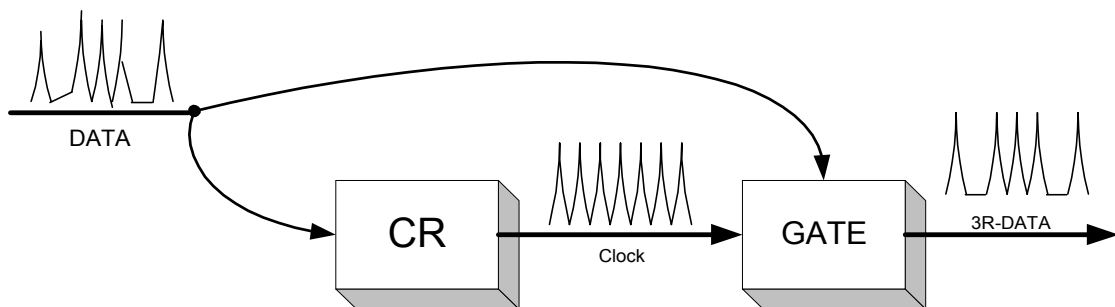 DATA
CR
Clock
GATE
3R-DATA